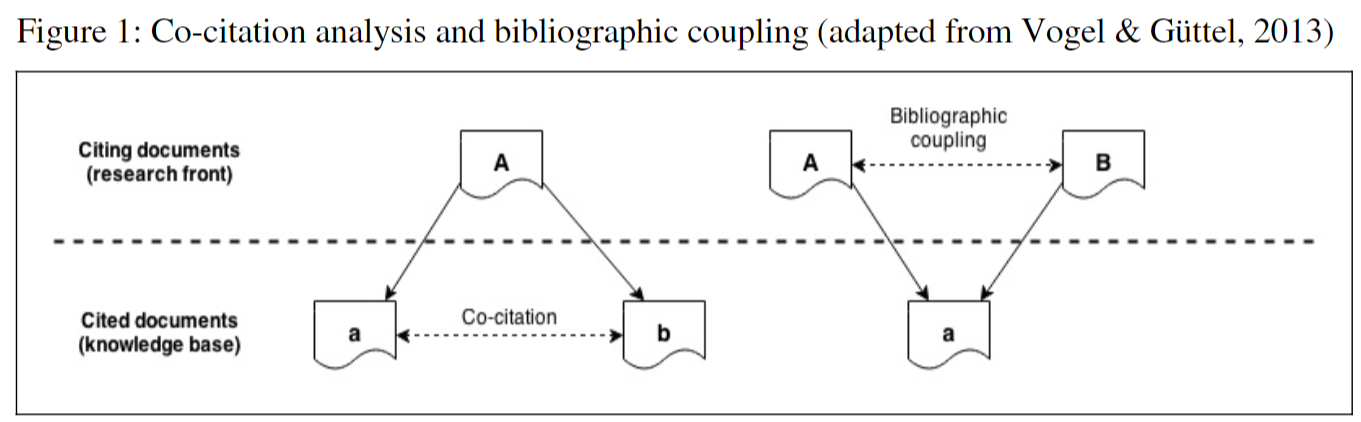 Figure 1: Co-citation analysis and bibliographic coupling (adapted from Vogel & Güttel, 2013)
Citing documents
(research front)
A
A
Bibliographic
coupling
B
Cited documents
(knowledge base)
a
Co-citation
b
a